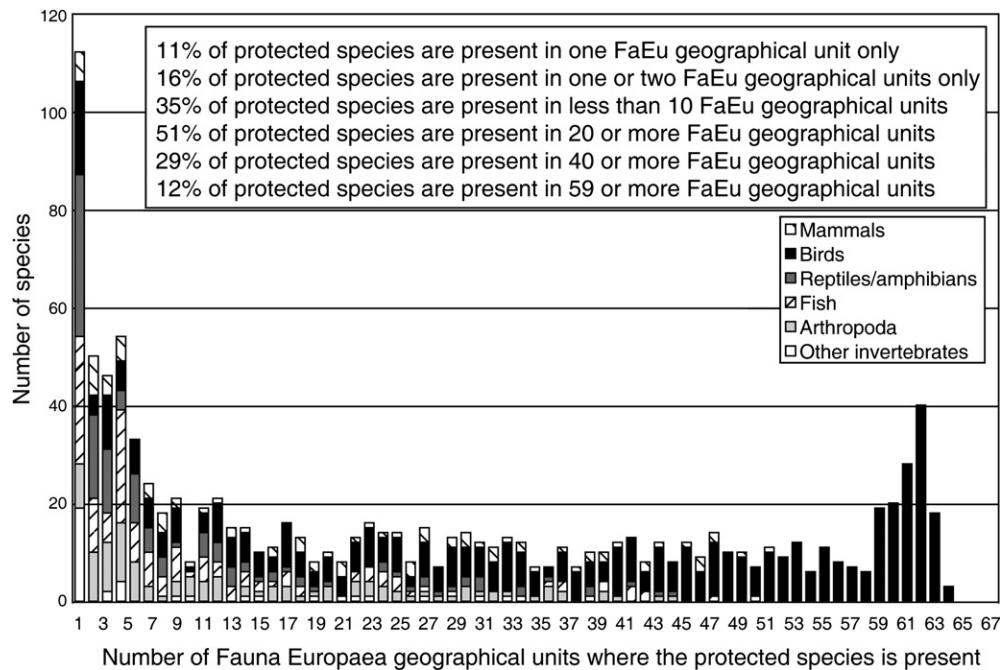 120
100
80
60
40
20
0
Number of species
11% of protected species are present in one FaEu geographical unit only
16% of protected species are present in one or two FaEu geographical units only
35% of protected species are present in less than 10 FaEu geographical units
51% of protected species are present in 20 or more FaEu geographical units
29% of protected species are present in 40 or more FaEu geographical units
12% of protected species are present in 59 or more FaEu geographical units
Mammals
Birds
Reptiles/amphibians
Fish
Arthropoda
Other invertebrates
1 3 5 7 9 11 13 15 17 19 21 23 25 27 29 31 33 35 37 39 41 43 45 47 49 51 53 55 57 59 61 63 65 67
Number of Fauna Europaea geographical units where the protected species is present